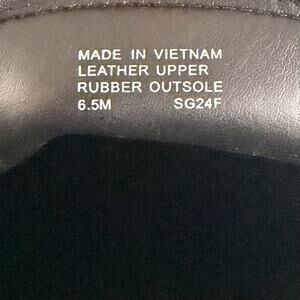 MADE IN VIETNAM
LEATHER UPPER
RUBBER OUTSOLE
6.5M SG24F